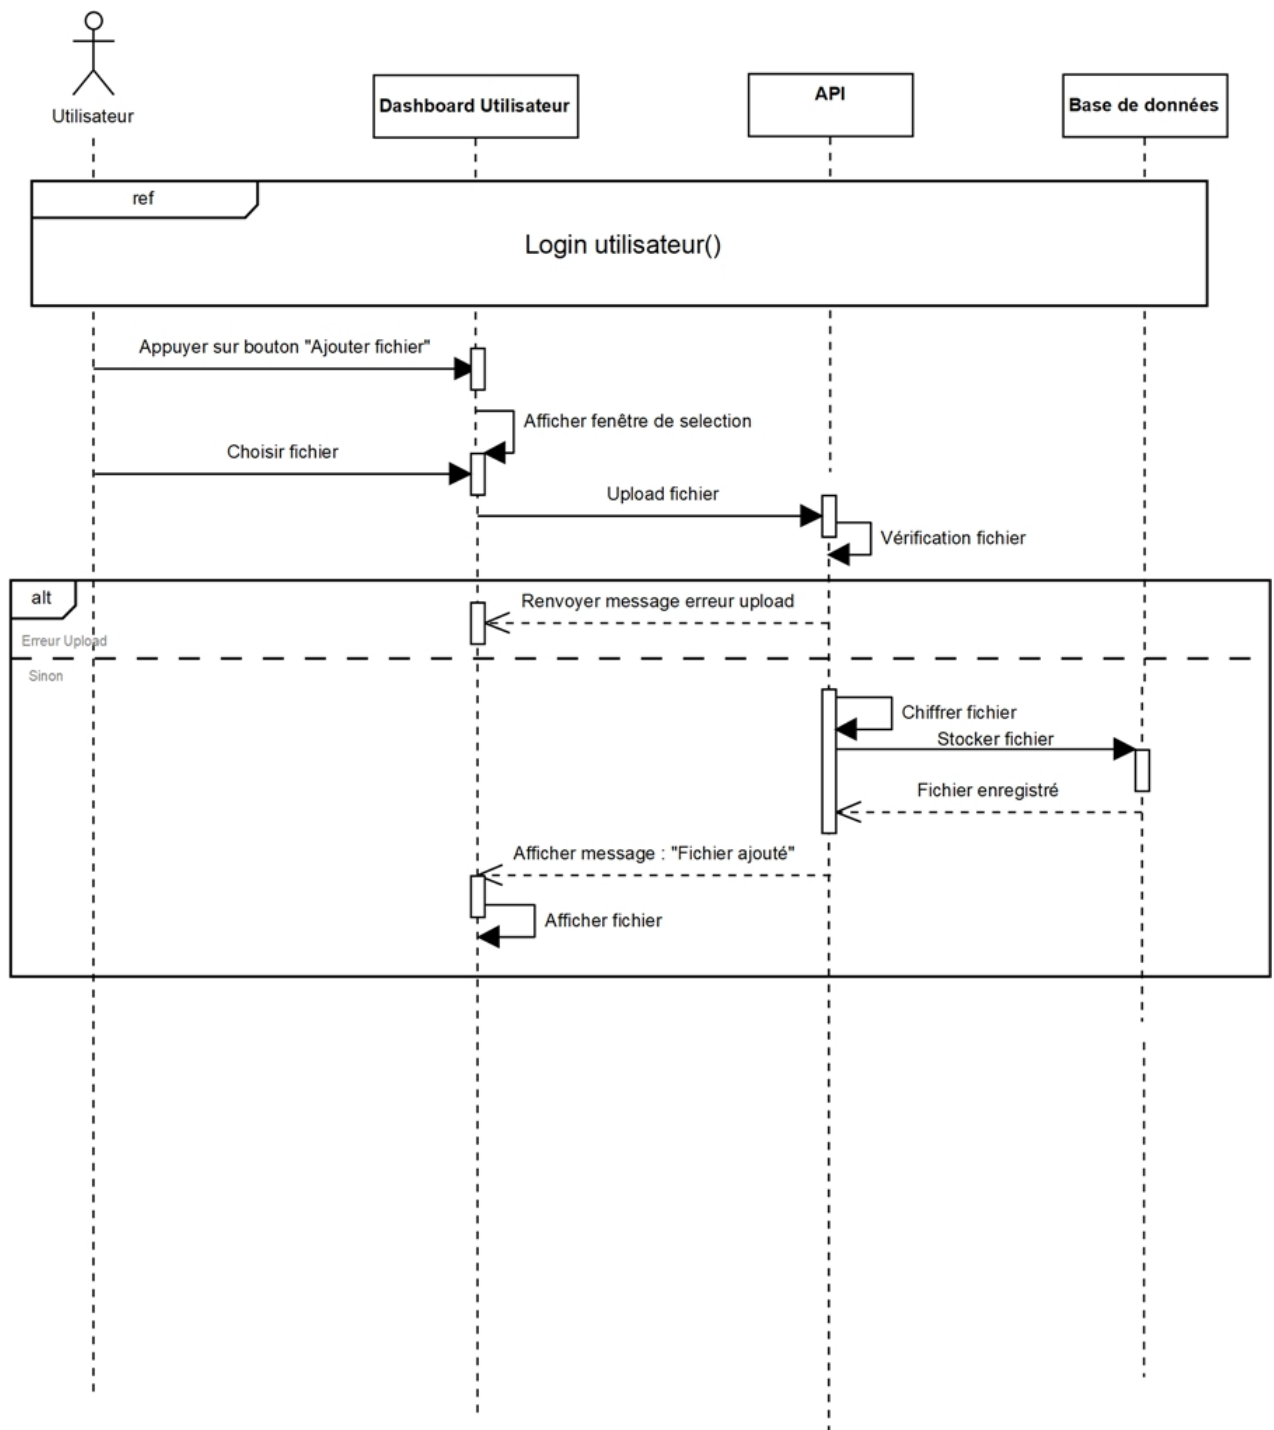 Utilisateur
Dashboard Utilisateur
API
Base de données
ref
Login utilisateur()
Appuyer sur bouton "Ajouter fichier"
Afficher fenêtre de selection
Choisir fichier
Upload fichier
Vérification fichier
alt
Renvoyer message erreur upload
Erreur Upload
Sinon
Chiffrer fichier
Stocker fichier
Fichier enregistré
Afficher message : "Fichier ajouté"
Afficher fichier